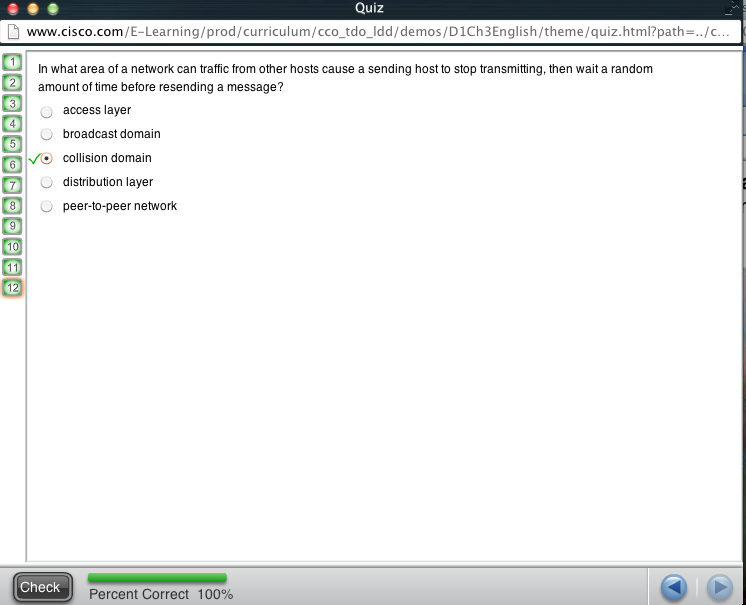 Quiz
www.cisco.com/E-Learning/prod/curriculum/cco_tdo_ldd/demos/D1Ch3English/theme/quiz.html?path=../c...
1
2
3
4
5
6
7
8
9
10
11
12
In what area of a network can traffic from other hosts cause a sending host to stop transmitting, then wait a random
amount of time before resending a message?
access layer
broadcast domain
collision domain
distribution layer
peer-to-peer network
Check
Percent Correct 100%